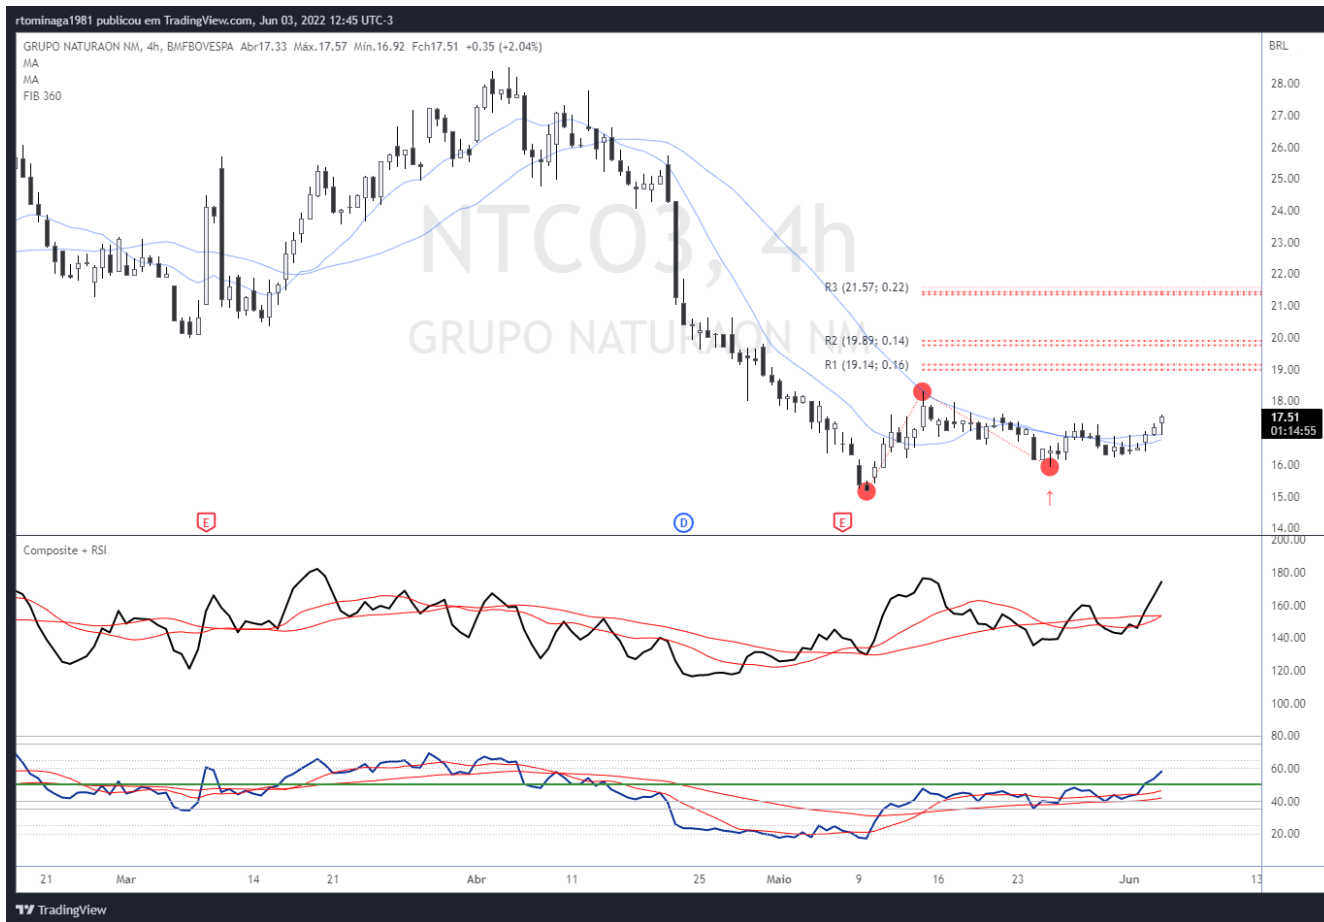 rtominaga1981 publicou em TradingView.com, Jun 03, 2022 12:45 UTC-3
GRUPO NATURAON NM, 4h, BMFBOVESPA Abr17.33 Máx.17.57 Mín.16.92 Fch17.51 +0.35 (+2.04%)
BRL
MA
MA
FIB 360
28.00
27.00
26.00
25.00
24.00
23.00
22.00
21.00
20.00
19.00
18.00
17.51
01:14:55
16.00
15.00
14.00
NTCO3, 4h
GRUPO NATURAON NM
R3 (21.57; 0.22)
R2 (19.89; 0.14)
R1 (19.14; 0.16)
E
D
E
Composite + RSI
200.00
180.00
160.00
140.00
120.00
100.00
80.00
60.00
40.00
20.00
21
Mar
14
21
Abr
11
25
Maio
9
16
23
Jun
13
TradingView